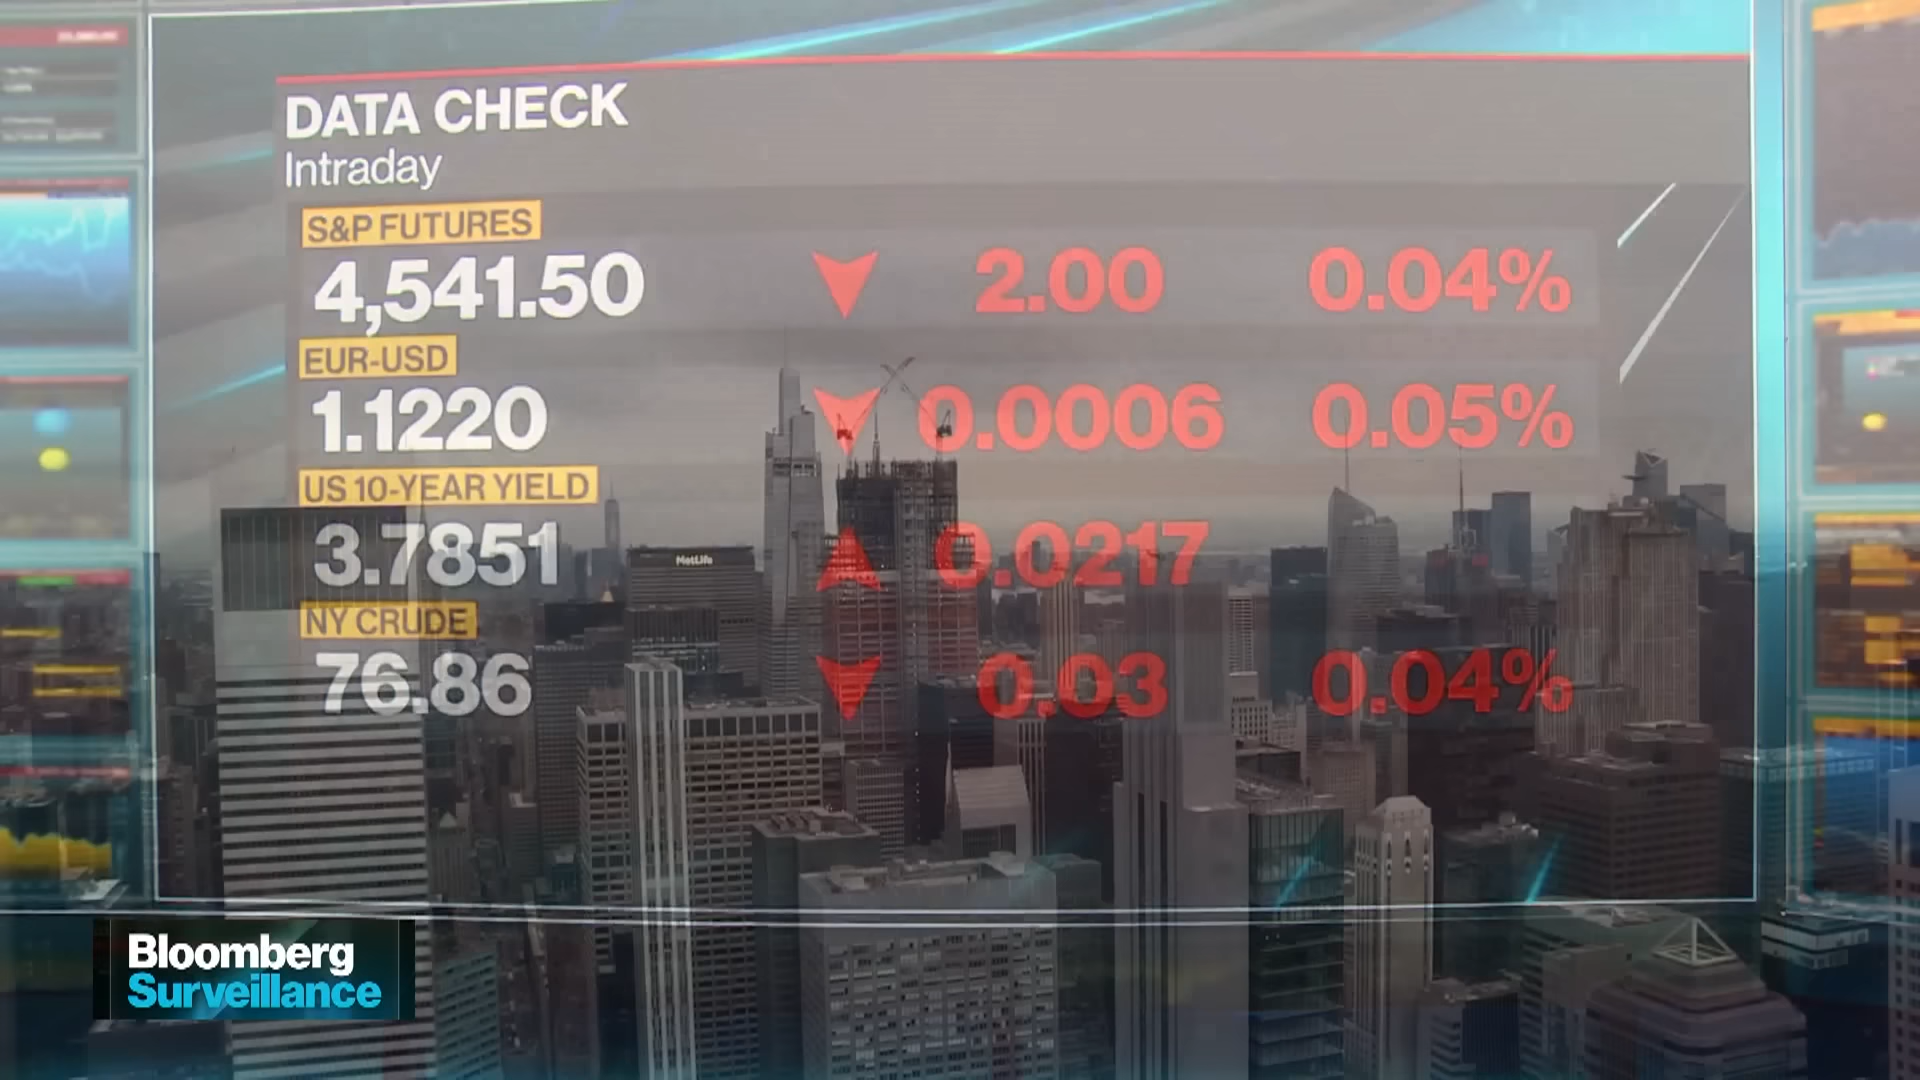 DATA CHECK
Intraday
S&P FUTURES
4,541.50 ▼ 2.00 0.04%
EUR-USD
1.1220 ▼ 0.0006 0.05%
US 10-YEAR YIELD
3.7851 ▲ 0.0217
NY CRUDE
76.86 ▼ 0.03 0.04%
MetLife
Bloomberg
Surveillance